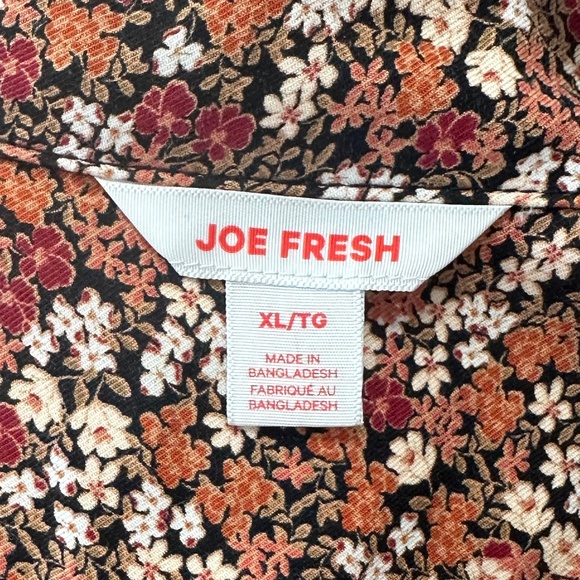 JOE FRESH
XL/TG
MADE IN
BANGLADESH
FABRIQUÉ AU
BANGLADESH